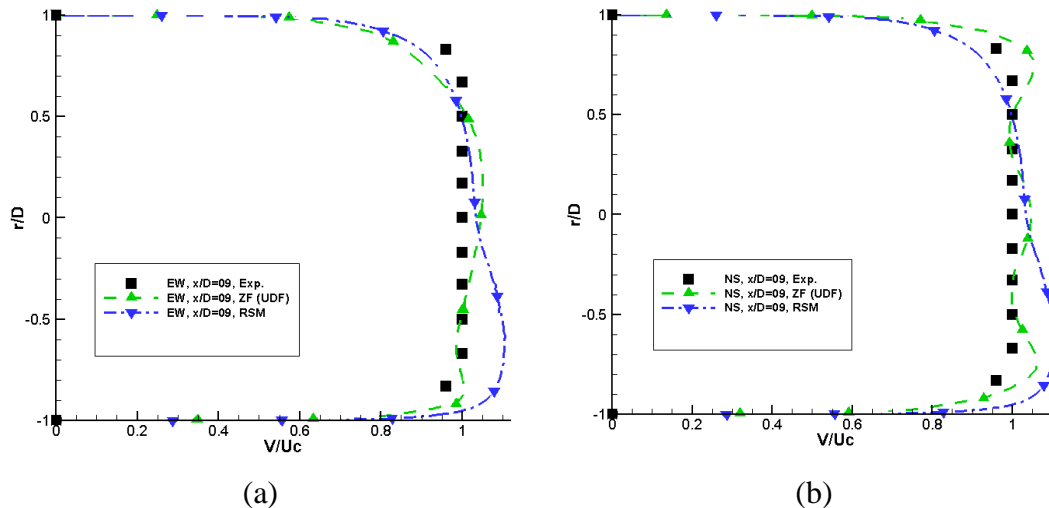 1
0.5
0
-0.5
-1
r/D
0
0.2
0.4
0.6
0.8
1
V/Uc
EW, x/D=09, Exp.
EW, x/D=09, ZF (UDF)
EW, x/D=09, RSM
(a)
1
0.5
0
-0.5
-1
r/D
0
0.2
0.4
0.6
0.8
1
V/Uc
NS, x/D=09, Exp.
NS, x/D=09, ZF (UDF)
NS, x/D=09, RSM
(b)